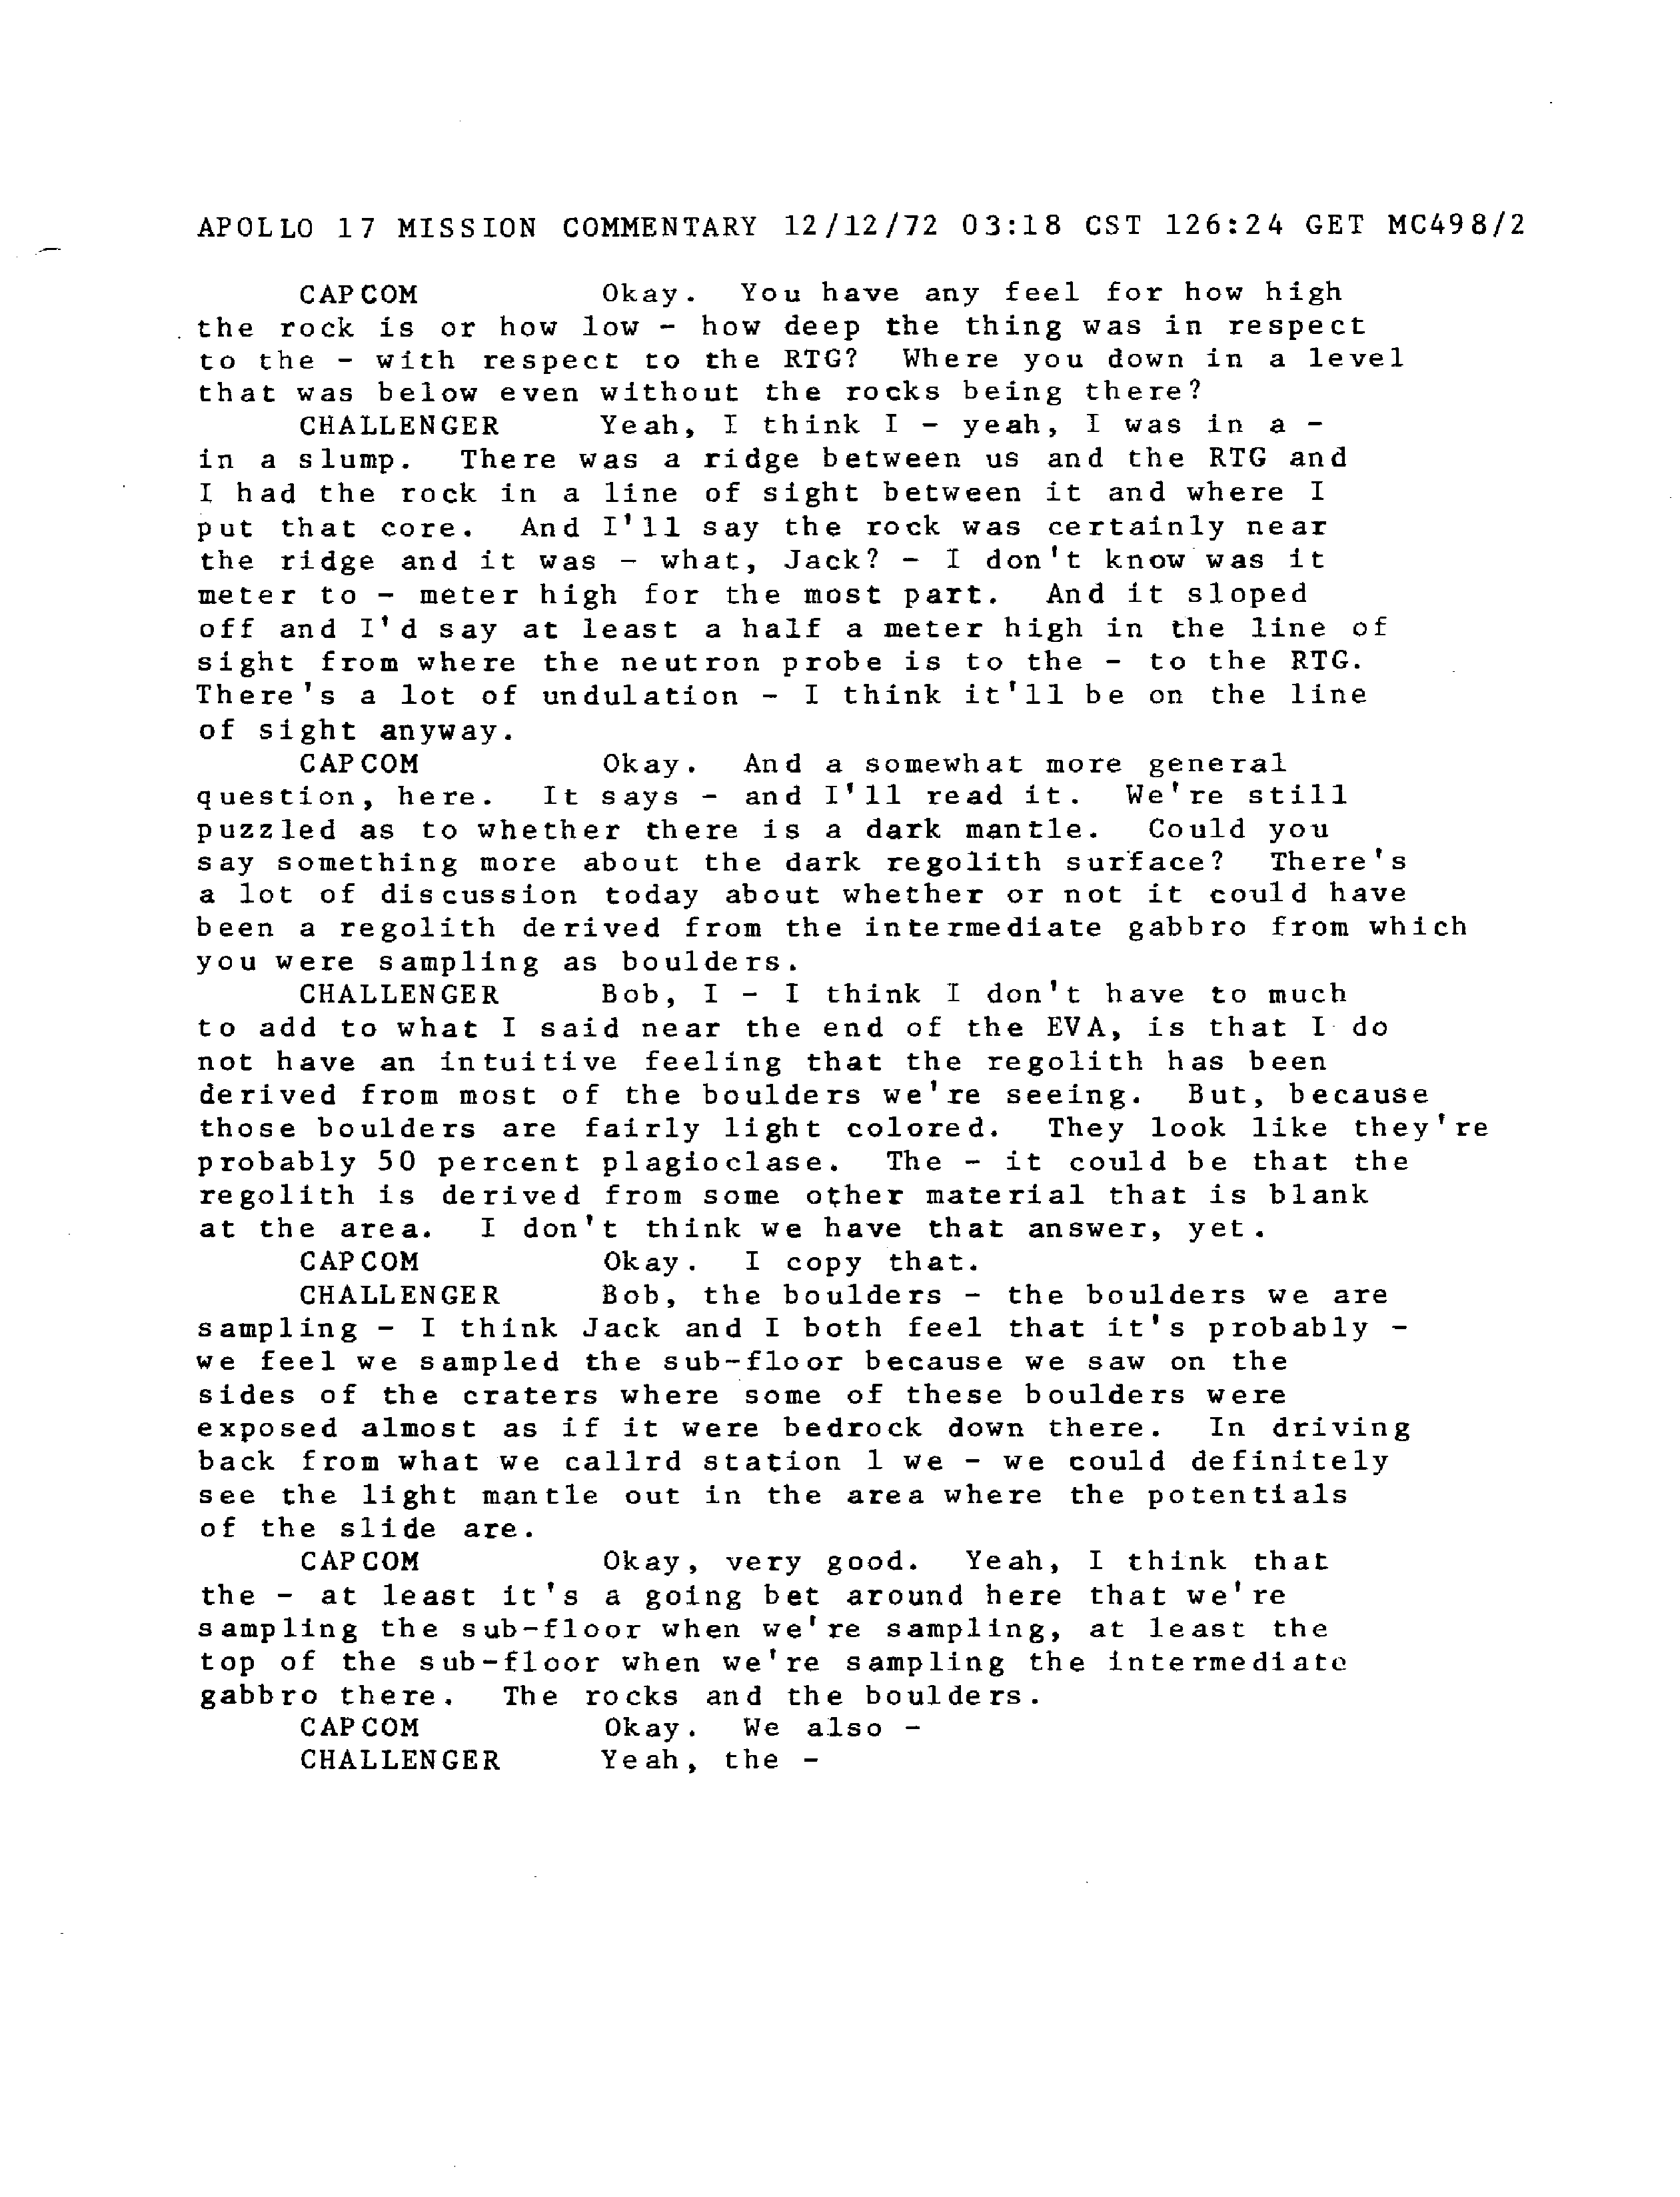 APOLLO 17 MISSION COMMENTARY 12/12/72 03:18 CST 126:24 GET MC498/2
CAPCOM Okay. You have any feel for how high
the rock is or how low - how deep the thing was in respect
to the - with respect to the RTG? Where you down in a level
that was below even without the rocks being there?
CHALLENGER Yeah, I think I - yeah, I was in a -
in a slump. There was a ridge between us and the RTG and
I had the rock in a line of sight between it and where I
put that core. And I'll say the rock was certainly near
the ridge and it was - what, Jack? - I don't know was it
meter to - meter high for the most part. And it sloped
off and I'd say at least a half a meter high in the line of
sight from where the neutron probe is to the - to the RTG.
There's a lot of undulation - I think it'll be on the line
of sight anyway.
CAPCOM Okay. And a somewhat more general
question, here. It says - and I'll read it. We're still
puzzled as to whether there is a dark mantle. Could you
say something more about the dark regolith surface? There's
a lot of discussion today about whether or not it could have
been a regolith derived from the intermediate gabbro from which
you were sampling as boulders.
CHALLENGER Bob, I - I think I don't have to much
to add to what I said near the end of the EVA, is that I do
not have an intuitive feeling that the regolith has been
derived from most of the boulders we're seeing. But, because
those boulders are fairly light colored. They look like they're
probably 50 percent plagioclase. The - it could be that the
regolith is derived from some other material that is blank
at the area. I don't think we have that answer, yet.
CAPCOM Okay. I copy that.
CHALLENGER Bob, the boulders - the boulders we are
sampling - I think Jack and I both feel that it's probably -
we feel we sampled the sub-floor because we saw on the
sides of the craters where some of these boulders were
exposed almost as if it were bedrock down there. In driving
back from what we callrd station 1 we - we could definitely
see the light mantle out in the area where the potentials
of the slide are.
CAPCOM Okay, very good. Yeah, I think that
the - at least it's a going bet around here that we're
sampling the sub-floor when we're sampling, at least the
top of the sub-floor when we're sampling the intermediate
gabbro there. The rocks and the boulders.
CAPCOM Okay. We also -
CHALLENGER Yeah, the -